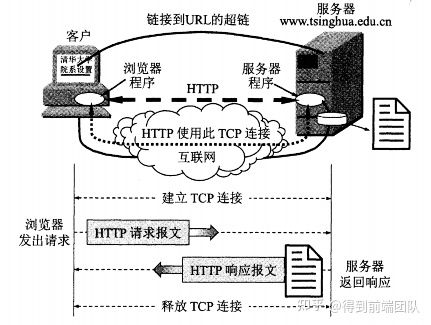 链接到URL的超链
服务器
www.tsinghua.edu.cn
客户
清华大学
院系设置
浏览器
程序
HTTP
服务器
程序
HTTP 使用此 TCP 连接
互联网
建立 TCP 连接
浏览器
发出请求
HTTP 请求报文
HTTP 响应报文
服务器
返回响应
释放 TCP 连接
知乎 @得到前端团队